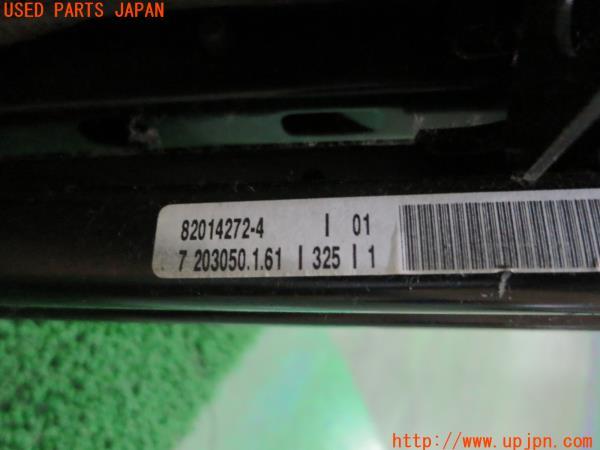 USED PARTS JAPAN
82014272-4 | 01
7 203050.1.61 | 325 | 1
http://www.upjpn.com/